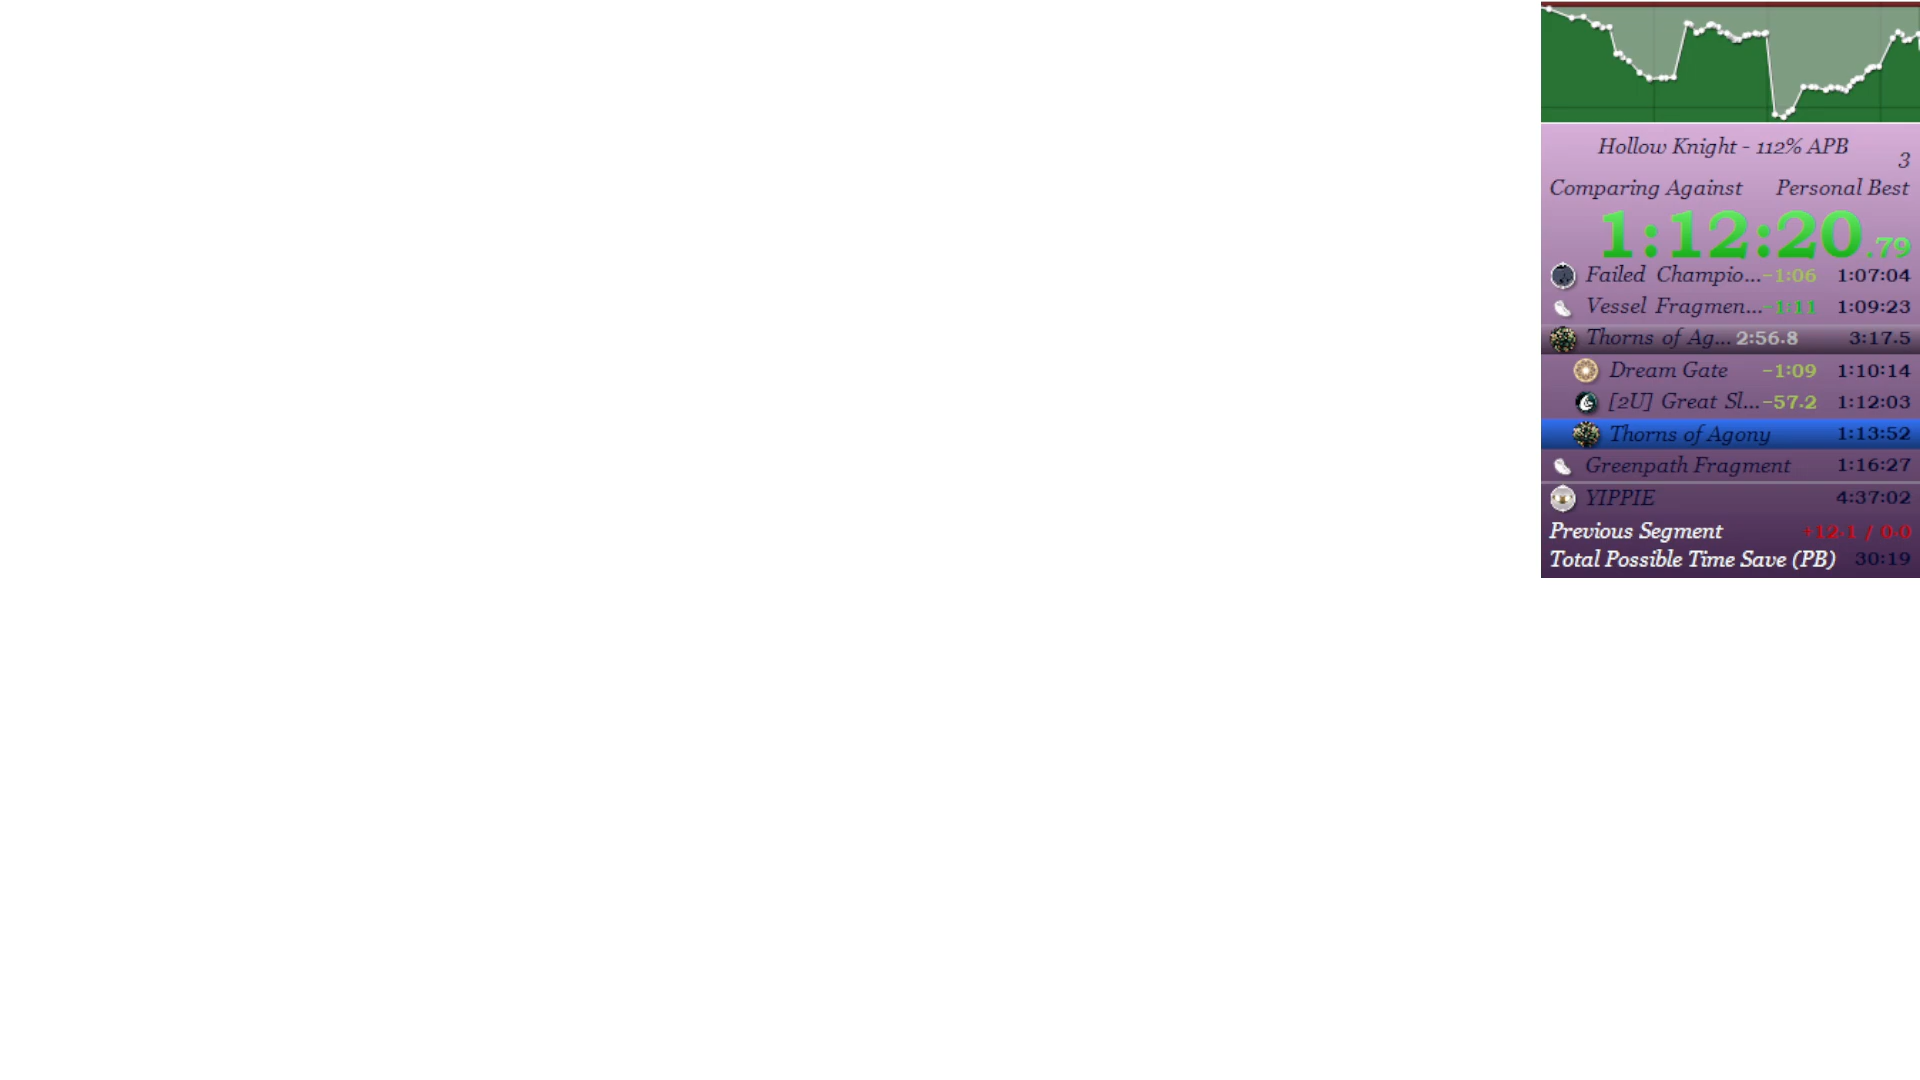 Hollow Knight - 112% APB
3
Comparing Against Personal Best
1:12:20.79
Failed Champio... -1:06 1:07:04
Vessel Fragmen... -1:11 1:09:23
Thorns of Ag... 2:56.8 3:17.5
Dream Gate -1:09 1:10:14
[2U] Great Sl... -57.2 1:12:03
Thorns of Agony 1:13:52
Greenpath Fragment 1:16:27
YIPPIE 4:37:02
Previous Segment +12.1 / 0.0
Total Possible Time Save (PB) 30:19